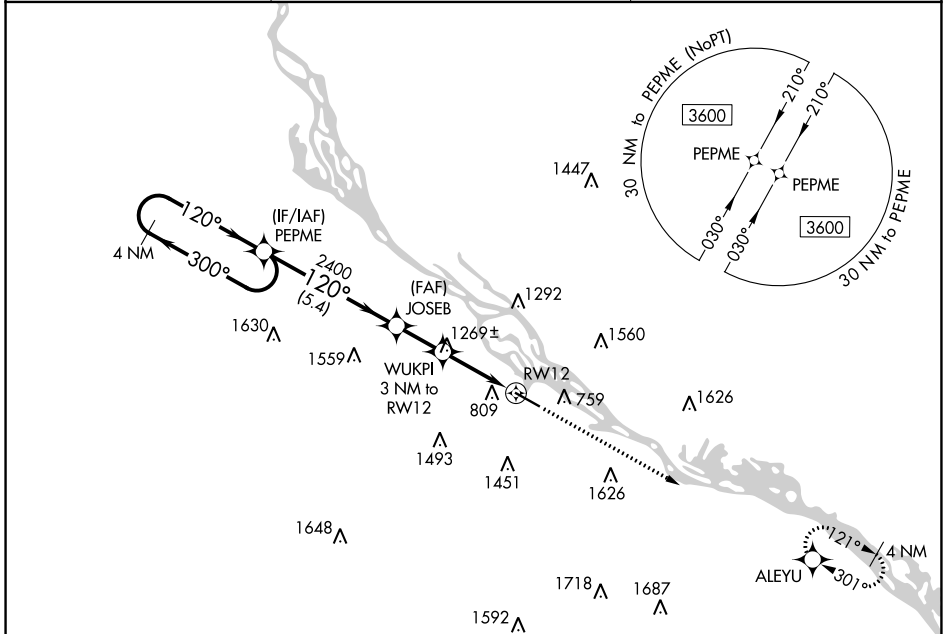 30 NM to PEPME (NoPT)
210°
210°
3600
PEPME
PEPME
3600
030°
030°
30 NM to PEPME
1447
120°
(IF/IAF)
PEPME
4 NM
300°
2400
120°
(5.4)
(FAF)
JOSEB
1292
1630
1269±
1560
1559
WUKPI
3 NM to
RW12
RW12
809
759
1626
1493
1451
1626
1648
121°
4 NM
ALEYU
301°
1718
1687
1592